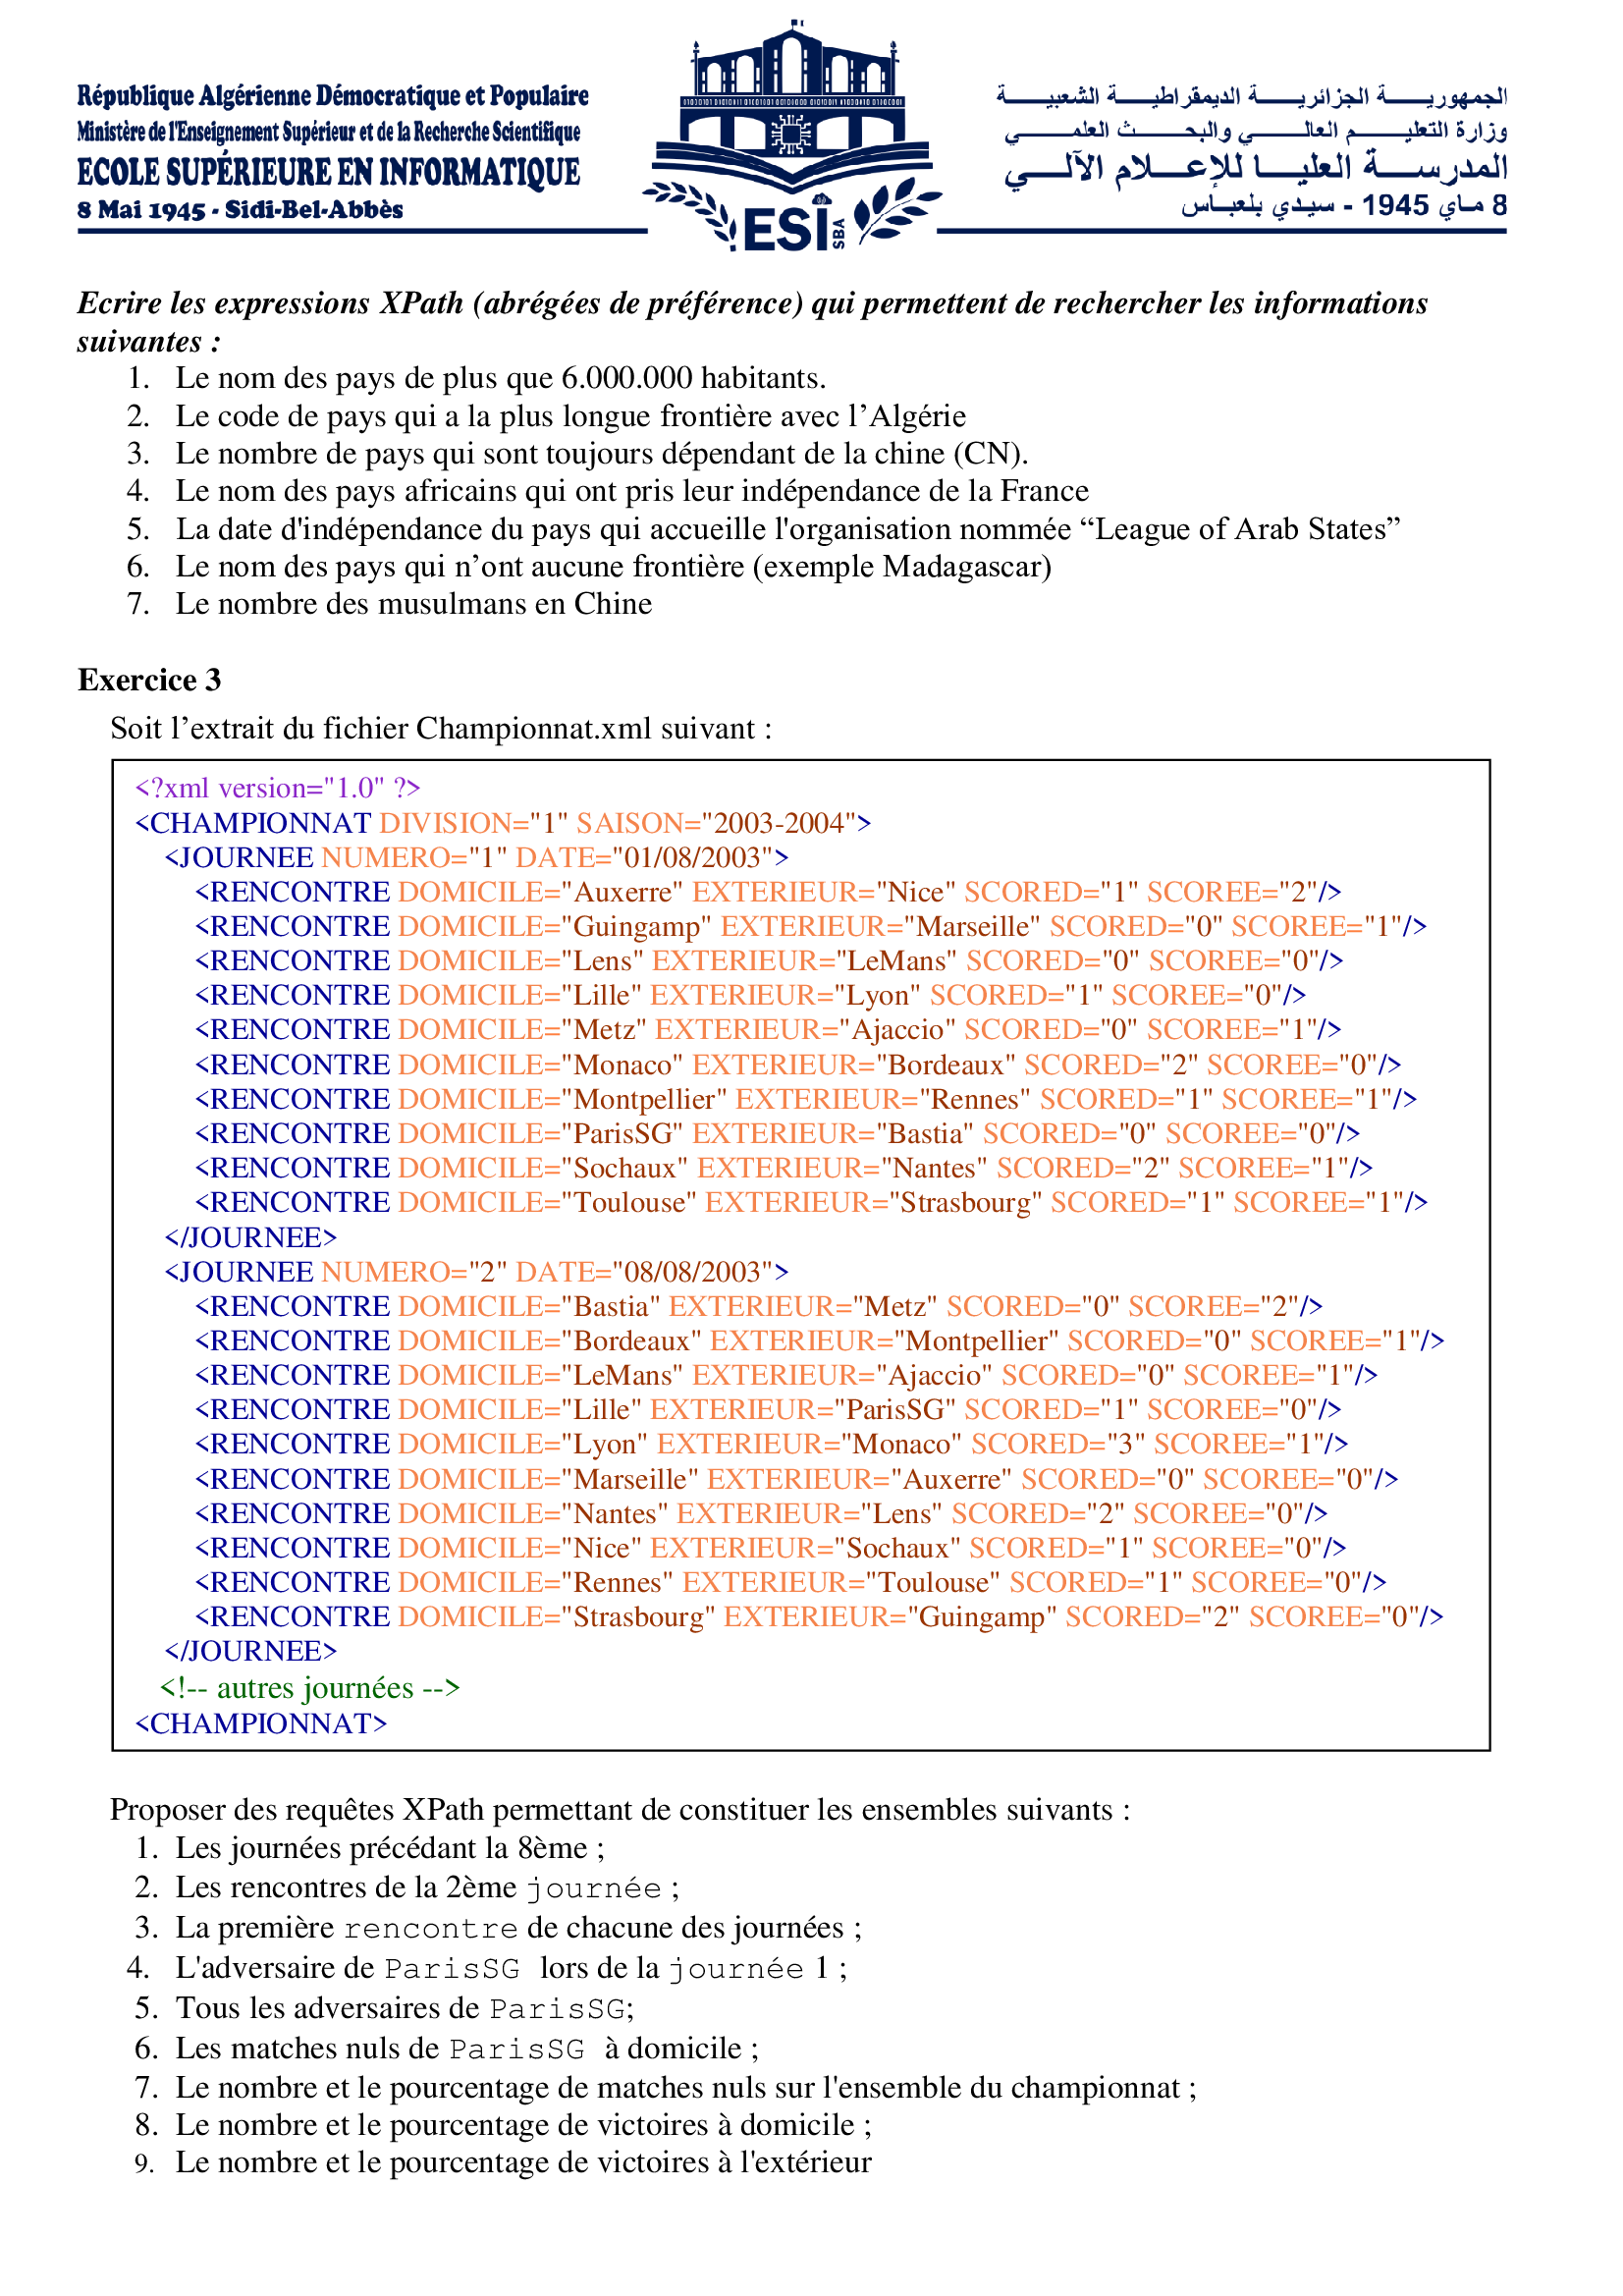 République Algérienne Démocratique et Populaire
Ministère de l'Enseignement Supérieur et de la Recherche Scientifique
ECOLE SUPÉRIEURE EN INFORMATIQUE
8 Mai 1945 - Sidi-Bel-Abbès
ESI
SBA
الجمهوريـــة الجزائريـــة الديمقراطيـــة الشعبيـــة
وزارة التعليـــم العالـــي والبحـــث العلمـــي
المدرســـة العليـــا للإعـــلام الآلـــي
8 مـاي 1945 - سيـدي بلعبـاس
Ecrire les expressions XPath (abrégées de préférence) qui permettent de rechercher les informations
suivantes :
1. Le nom des pays de plus que 6.000.000 habitants.
2. Le code de pays qui a la plus longue frontière avec l’Algérie
3. Le nombre de pays qui sont toujours dépendant de la chine (CN).
4. Le nom des pays africains qui ont pris leur indépendance de la France
5. La date d'indépendance du pays qui accueille l'organisation nommée “League of Arab States”
6. Le nom des pays qui n’ont aucune frontière (exemple Madagascar)
7. Le nombre des musulmans en Chine
Exercice 3
Soit l’extrait du fichier Championnat.xml suivant :
<?xml version="1.0" ?>
<CHAMPIONNAT DIVISION="1" SAISON="2003-2004">
<JOURNEE NUMERO="1" DATE="01/08/2003">
<RENCONTRE DOMICILE="Auxerre" EXTERIEUR="Nice" SCORED="1" SCOREE="2"/>
<RENCONTRE DOMICILE="Guingamp" EXTERIEUR="Marseille" SCORED="0" SCOREE="1"/>
<RENCONTRE DOMICILE="Lens" EXTERIEUR="LeMans" SCORED="0" SCOREE="0"/>
<RENCONTRE DOMICILE="Lille" EXTERIEUR="Lyon" SCORED="1" SCOREE="0"/>
<RENCONTRE DOMICILE="Metz" EXTERIEUR="Ajaccio" SCORED="0" SCOREE="1"/>
<RENCONTRE DOMICILE="Monaco" EXTERIEUR="Bordeaux" SCORED="2" SCOREE="0"/>
<RENCONTRE DOMICILE="Montpellier" EXTERIEUR="Rennes" SCORED="1" SCOREE="1"/>
<RENCONTRE DOMICILE="ParisSG" EXTERIEUR="Bastia" SCORED="0" SCOREE="0"/>
<RENCONTRE DOMICILE="Sochaux" EXTERIEUR="Nantes" SCORED="2" SCOREE="1"/>
<RENCONTRE DOMICILE="Toulouse" EXTERIEUR="Strasbourg" SCORED="1" SCOREE="1"/>
</JOURNEE>
<JOURNEE NUMERO="2" DATE="08/08/2003">
<RENCONTRE DOMICILE="Bastia" EXTERIEUR="Metz" SCORED="0" SCOREE="2"/>
<RENCONTRE DOMICILE="Bordeaux" EXTERIEUR="Montpellier" SCORED="0" SCOREE="1"/>
<RENCONTRE DOMICILE="LeMans" EXTERIEUR="Ajaccio" SCORED="0" SCOREE="1"/>
<RENCONTRE DOMICILE="Lille" EXTERIEUR="ParisSG" SCORED="1" SCOREE="0"/>
<RENCONTRE DOMICILE="Lyon" EXTERIEUR="Monaco" SCORED="3" SCOREE="1"/>
<RENCONTRE DOMICILE="Marseille" EXTERIEUR="Auxerre" SCORED="0" SCOREE="0"/>
<RENCONTRE DOMICILE="Nantes" EXTERIEUR="Lens" SCORED="2" SCOREE="0"/>
<RENCONTRE DOMICILE="Nice" EXTERIEUR="Sochaux" SCORED="1" SCOREE="0"/>
<RENCONTRE DOMICILE="Rennes" EXTERIEUR="Toulouse" SCORED="1" SCOREE="0"/>
<RENCONTRE DOMICILE="Strasbourg" EXTERIEUR="Guingamp" SCORED="2" SCOREE="0"/>
</JOURNEE>
<!-- autres journées -->
<CHAMPIONNAT>
Proposer des requêtes XPath permettant de constituer les ensembles suivants :
1. Les journées précédant la 8ème ;
2. Les rencontres de la 2ème journée ;
3. La première rencontre de chacune des journées ;
4. L'adversaire de ParisSG lors de la journée 1 ;
5. Tous les adversaires de ParisSG;
6. Les matches nuls de ParisSG à domicile ;
7. Le nombre et le pourcentage de matches nuls sur l'ensemble du championnat ;
8. Le nombre et le pourcentage de victoires à domicile ;
9. Le nombre et le pourcentage de victoires à l'extérieur